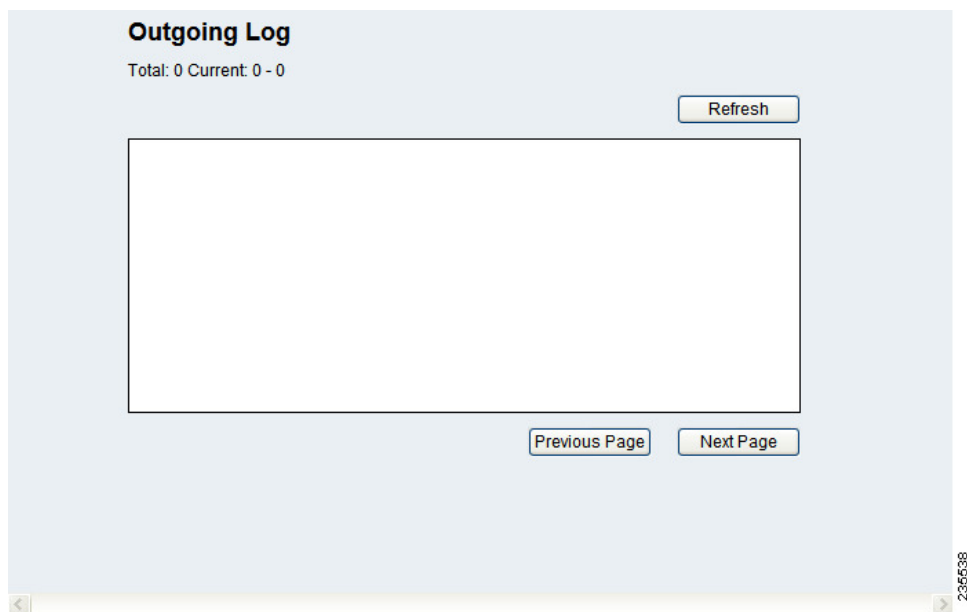 Outgoing Log
Total: 0 Current: 0 - 0
Refresh
Previous Page Next Page
235538